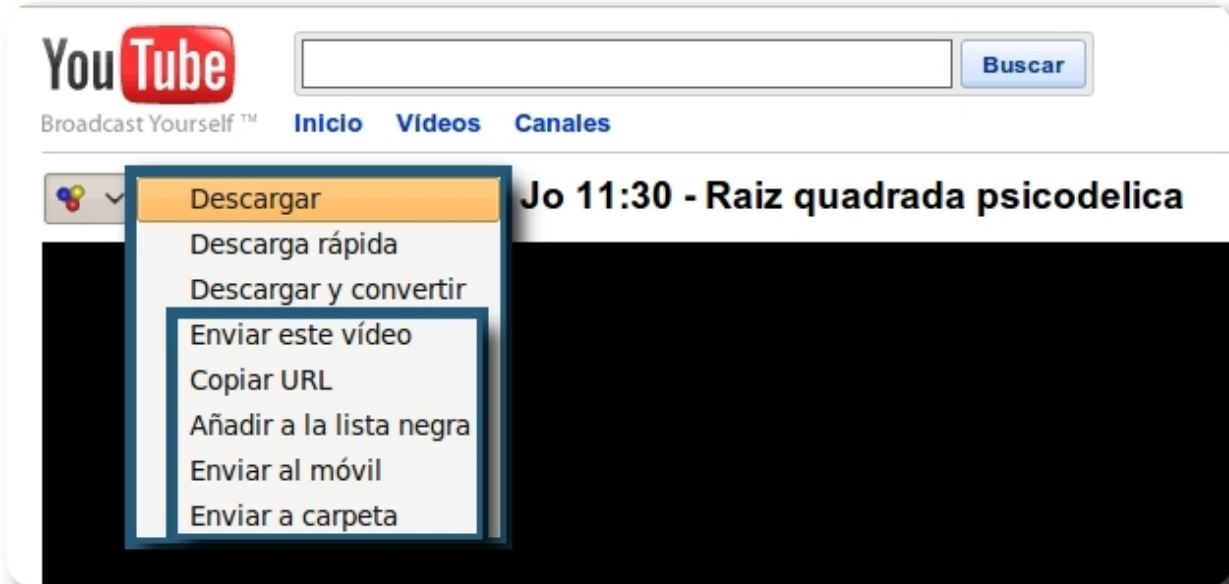 YouTube
Buscar
Broadcast Yourself ™
Inicio Vídeos Canales
Jo 11:30 - Raiz quadrada psicodelica
Descargar
Descarga rápida
Descargar y convertir
Enviar este vídeo
Copiar URL
Añadir a la lista negra
Enviar al móvil
Enviar a carpeta